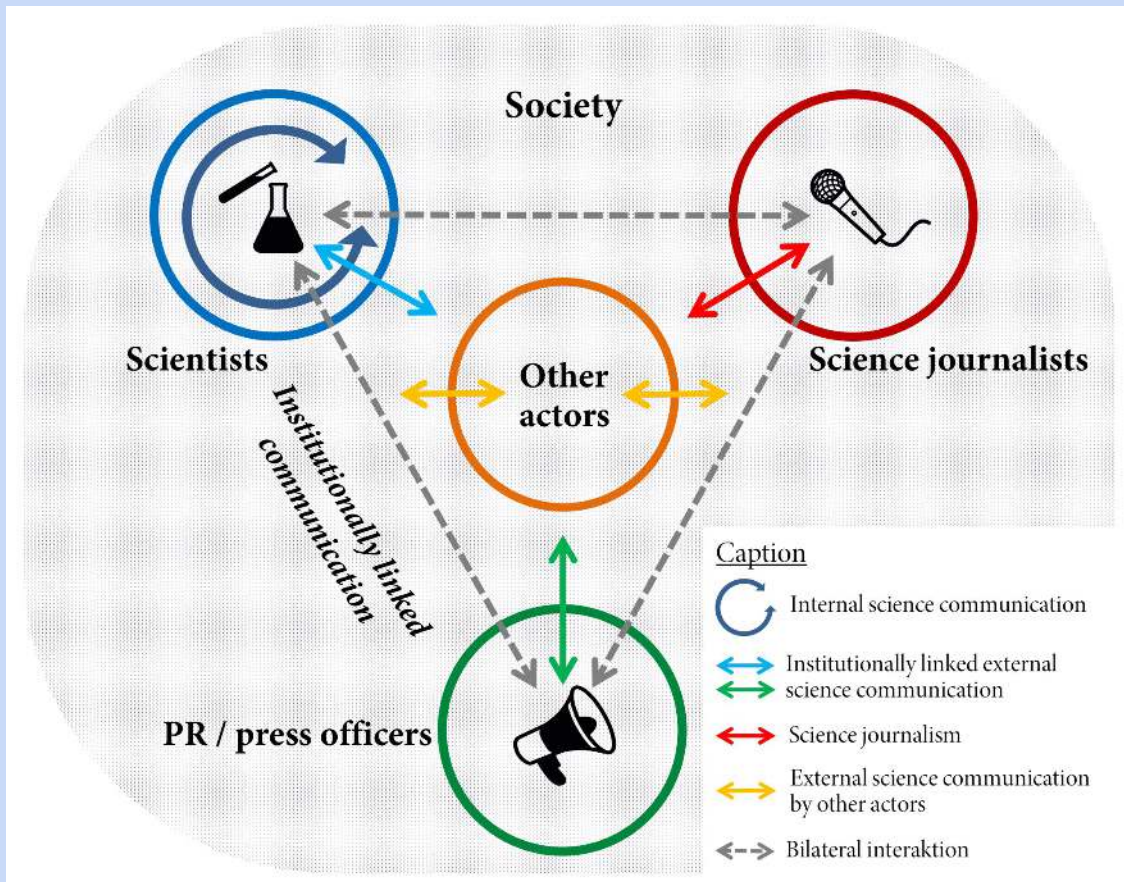 Society
Scientists
Science journalists
Other
actors
Institutionally linked
communication
PR / press officers
Caption
Internal science communication
Institutionally linked external
science communication
Science journalism
External science communication
by other actors
Bilateral interaktion